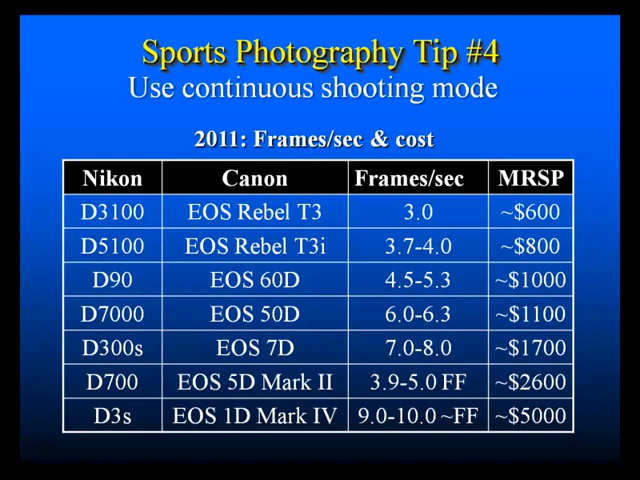 Sports Photography Tip #4
Use continuous shooting mode
2011: Frames/sec & cost
Nikon Canon Frames/sec MRSP
D3100 EOS Rebel T3 3.0 ~$600
D5100 EOS Rebel T3i 3.7-4.0 ~$800
D90 EOS 60D 4.5-5.3 ~$1000
D7000 EOS 50D 6.0-6.3 ~$1100
D300s EOS 7D 7.0-8.0 ~$1700
D700 EOS 5D Mark II 3.9-5.0 FF ~$2600
D3s EOS 1D Mark IV 9.0-10.0 ~FF ~$5000